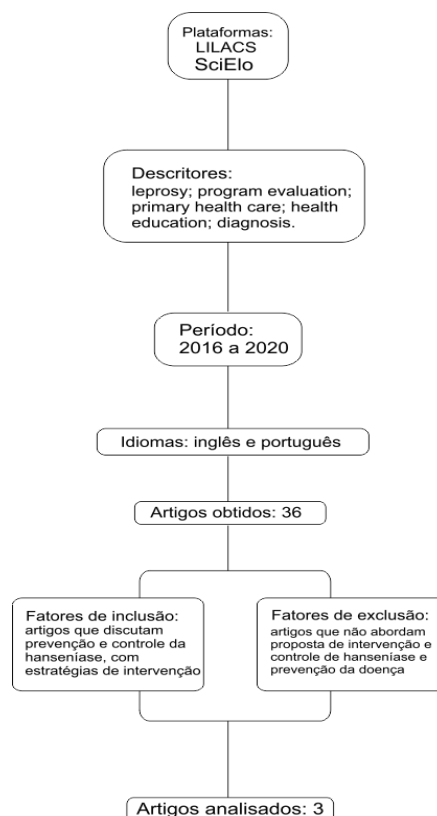 Plataformas:
LILACS
SciElo
Descritores:
leprosy; program evaluation;
primary health care; health
education; diagnosis.
Período:
2016 a 2020
Idiomas: inglês e português
Artigos obtidos: 36
Fatores de inclusão:
artigos que discutam
prevenção e controle da
hanseníase, com
estratégias de intervenção
Fatores de exclusão:
artigos que não abordam
proposta de intervenção e
controle de hanseníase e
prevenção da doença
Artigos analisados: 3